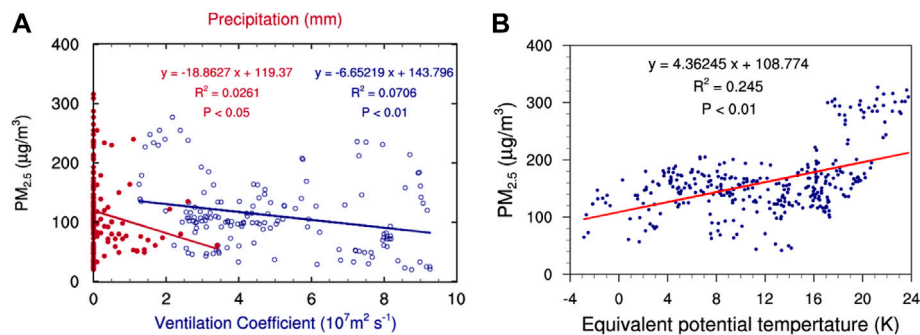 A
Precipitation (mm)
400
300
200
100
0
PM2.5 (µg/m³)
y = -18.8627 x + 119.37
R² = 0.0261
P < 0.05
y = -6.65219 x + 143.796
R² = 0.0706
P < 0.01
0 2 4 6 8 10
Ventilation Coefficient (10⁷m² s⁻¹)
B
400
300
200
100
0
PM2.5 (µg/m³)
y = 4.36245 x + 108.774
R² = 0.245
P < 0.01
-4 0 4 8 12 16 20 24
Equivalent potential tempertature (K)